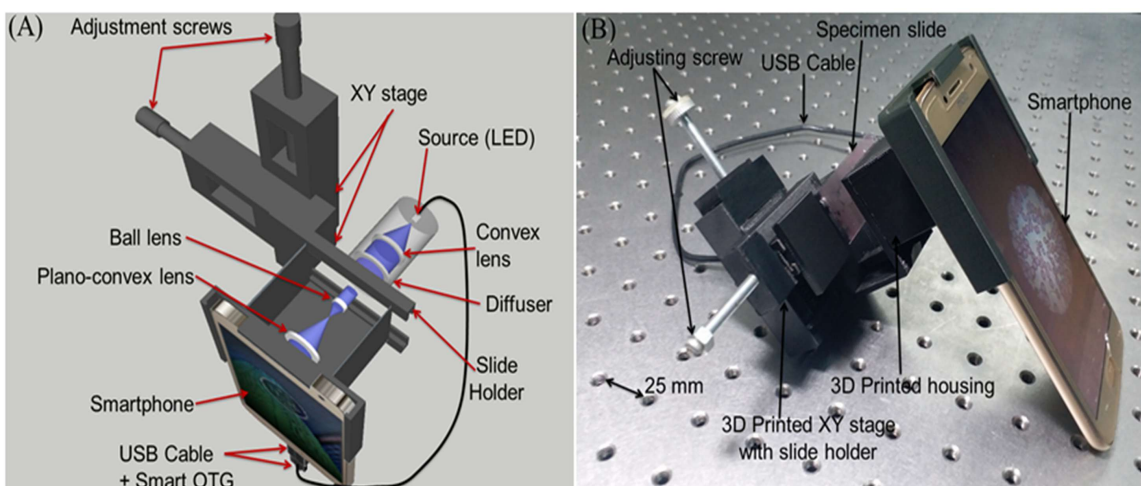 (A)
Adjustment screws
XY stage
Source (LED)
Ball lens
Convex
lens
Plano-convex lens
Diffuser
Slide
Holder
Smartphone
USB Cable
+ Smart OTG
(B)
Specimen slide
Adjusting screw
USB Cable
Smartphone
25 mm
3D Printed housing
3D Printed XY stage
with slide holder